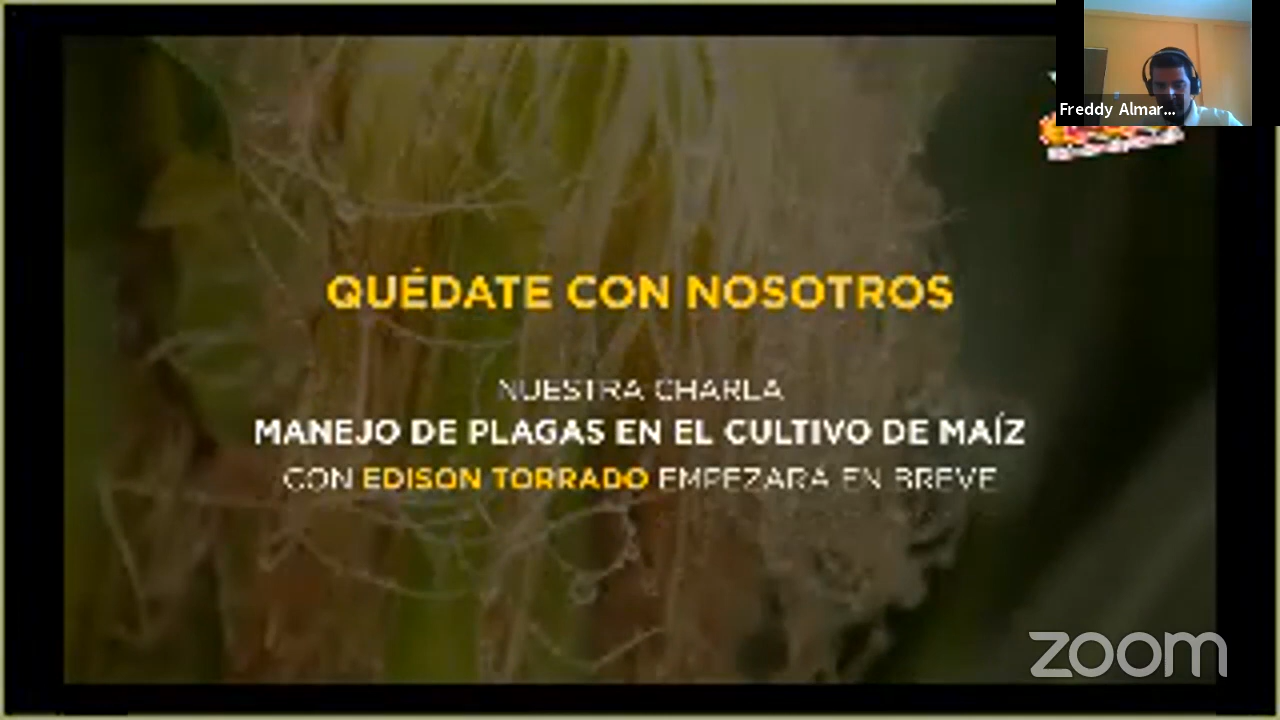 Freddy Almar...
QUÉDATE CON NOSOTROS
NUESTRA CHARLA
MANEJO DE PLAGAS EN EL CULTIVO DE MAÍZ
CON EDISON TORRADO EMPEZARA EN BREVE
zoom